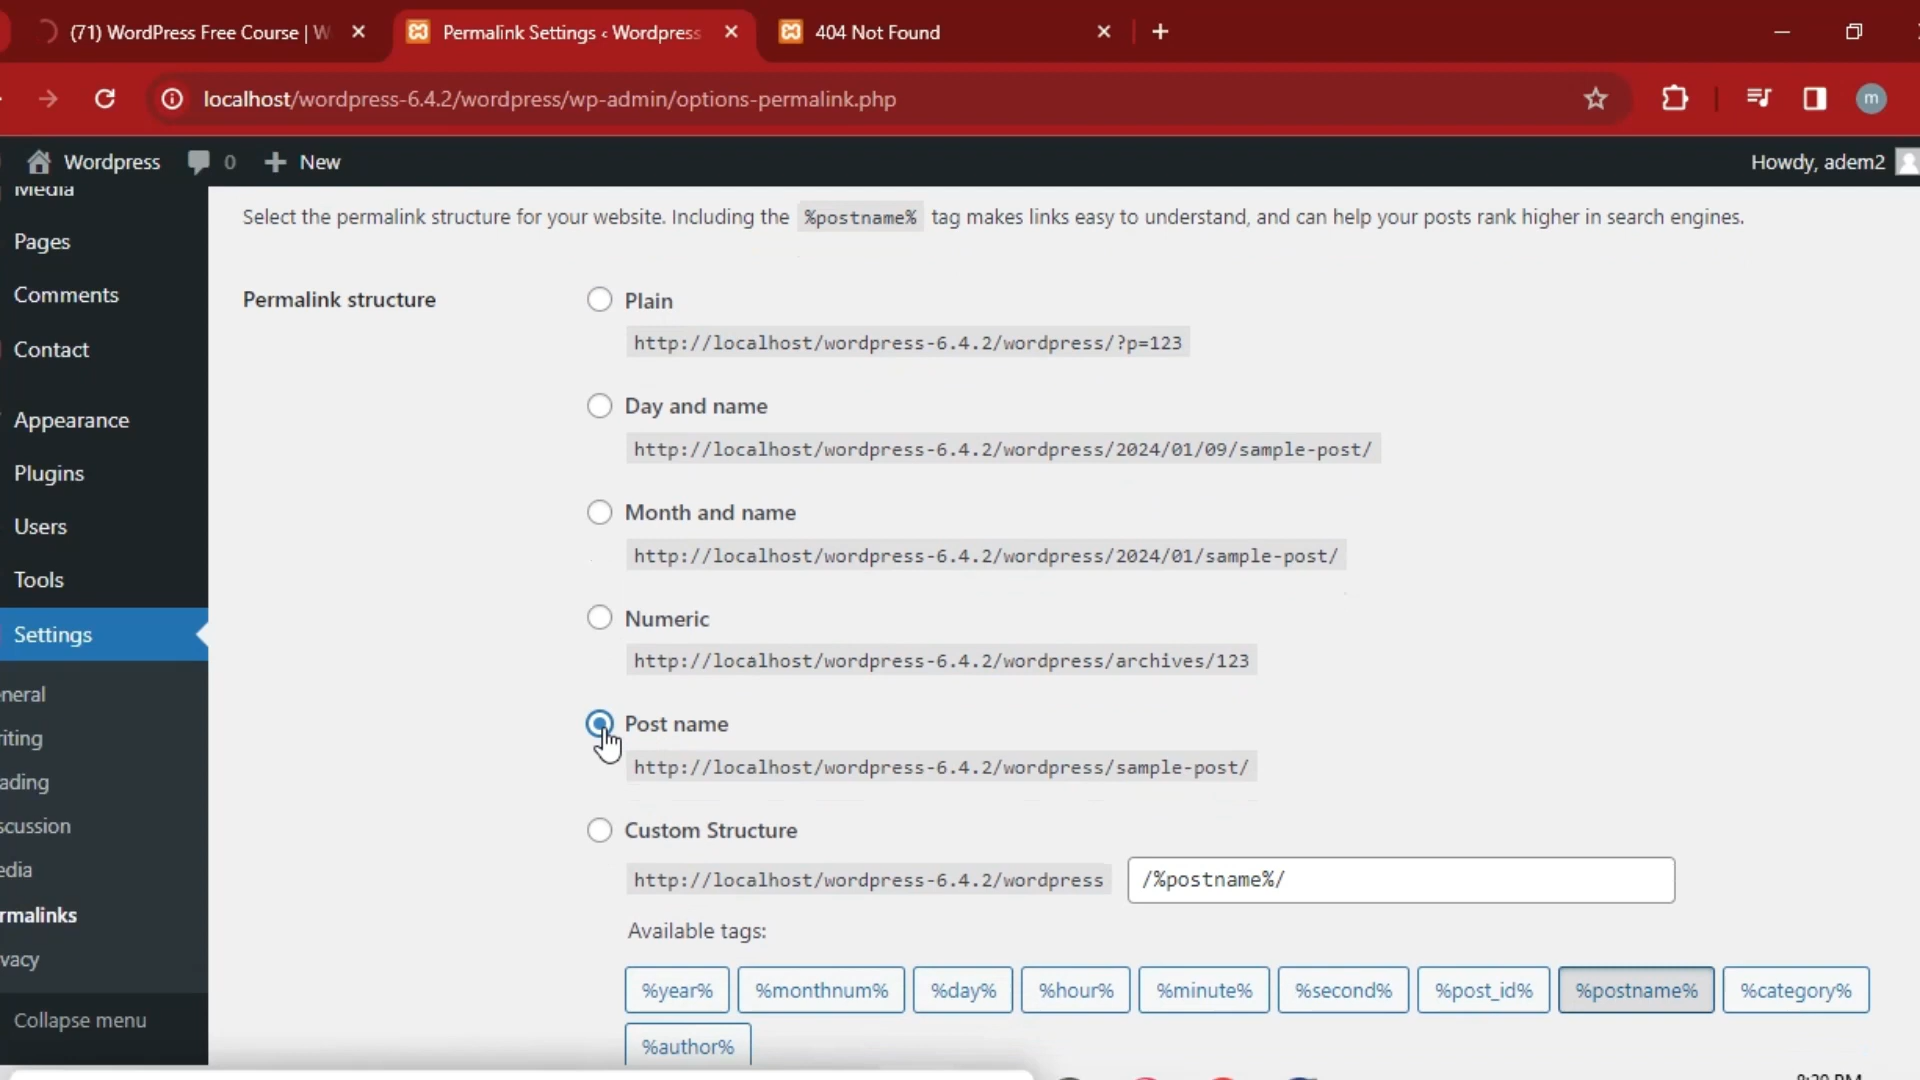 (71) WordPress Free Course | W
Permalink Settings ‹ Wordpress
404 Not Found
localhost/wordpress-6.4.2/wordpress/wp-admin/options-permalink.php
m
Wordpress
0
New
Howdy, adem2
Media
Pages
Comments
Contact
Appearance
Plugins
Users
Tools
Settings
eneral
riting
ading
scussion
edia
rmalinks
vacy
Collapse menu
Select the permalink structure for your website. Including the %postname% tag makes links easy to understand, and can help your posts rank higher in search engines.
Permalink structure
Plain
http://localhost/wordpress-6.4.2/wordpress/?p=123
Day and name
http://localhost/wordpress-6.4.2/wordpress/2024/01/09/sample-post/
Month and name
http://localhost/wordpress-6.4.2/wordpress/2024/01/sample-post/
Numeric
http://localhost/wordpress-6.4.2/wordpress/archives/123
Post name
http://localhost/wordpress-6.4.2/wordpress/sample-post/
Custom Structure
http://localhost/wordpress-6.4.2/wordpress /%postname%/
Available tags:
%year% %monthnum% %day% %hour% %minute% %second% %post_id% %postname% %category%
%author%